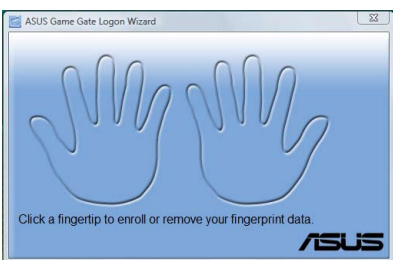 ASUS Game Gate Logon Wizard
Click a fingertip to enroll or remove your fingerprint data.
ASUS